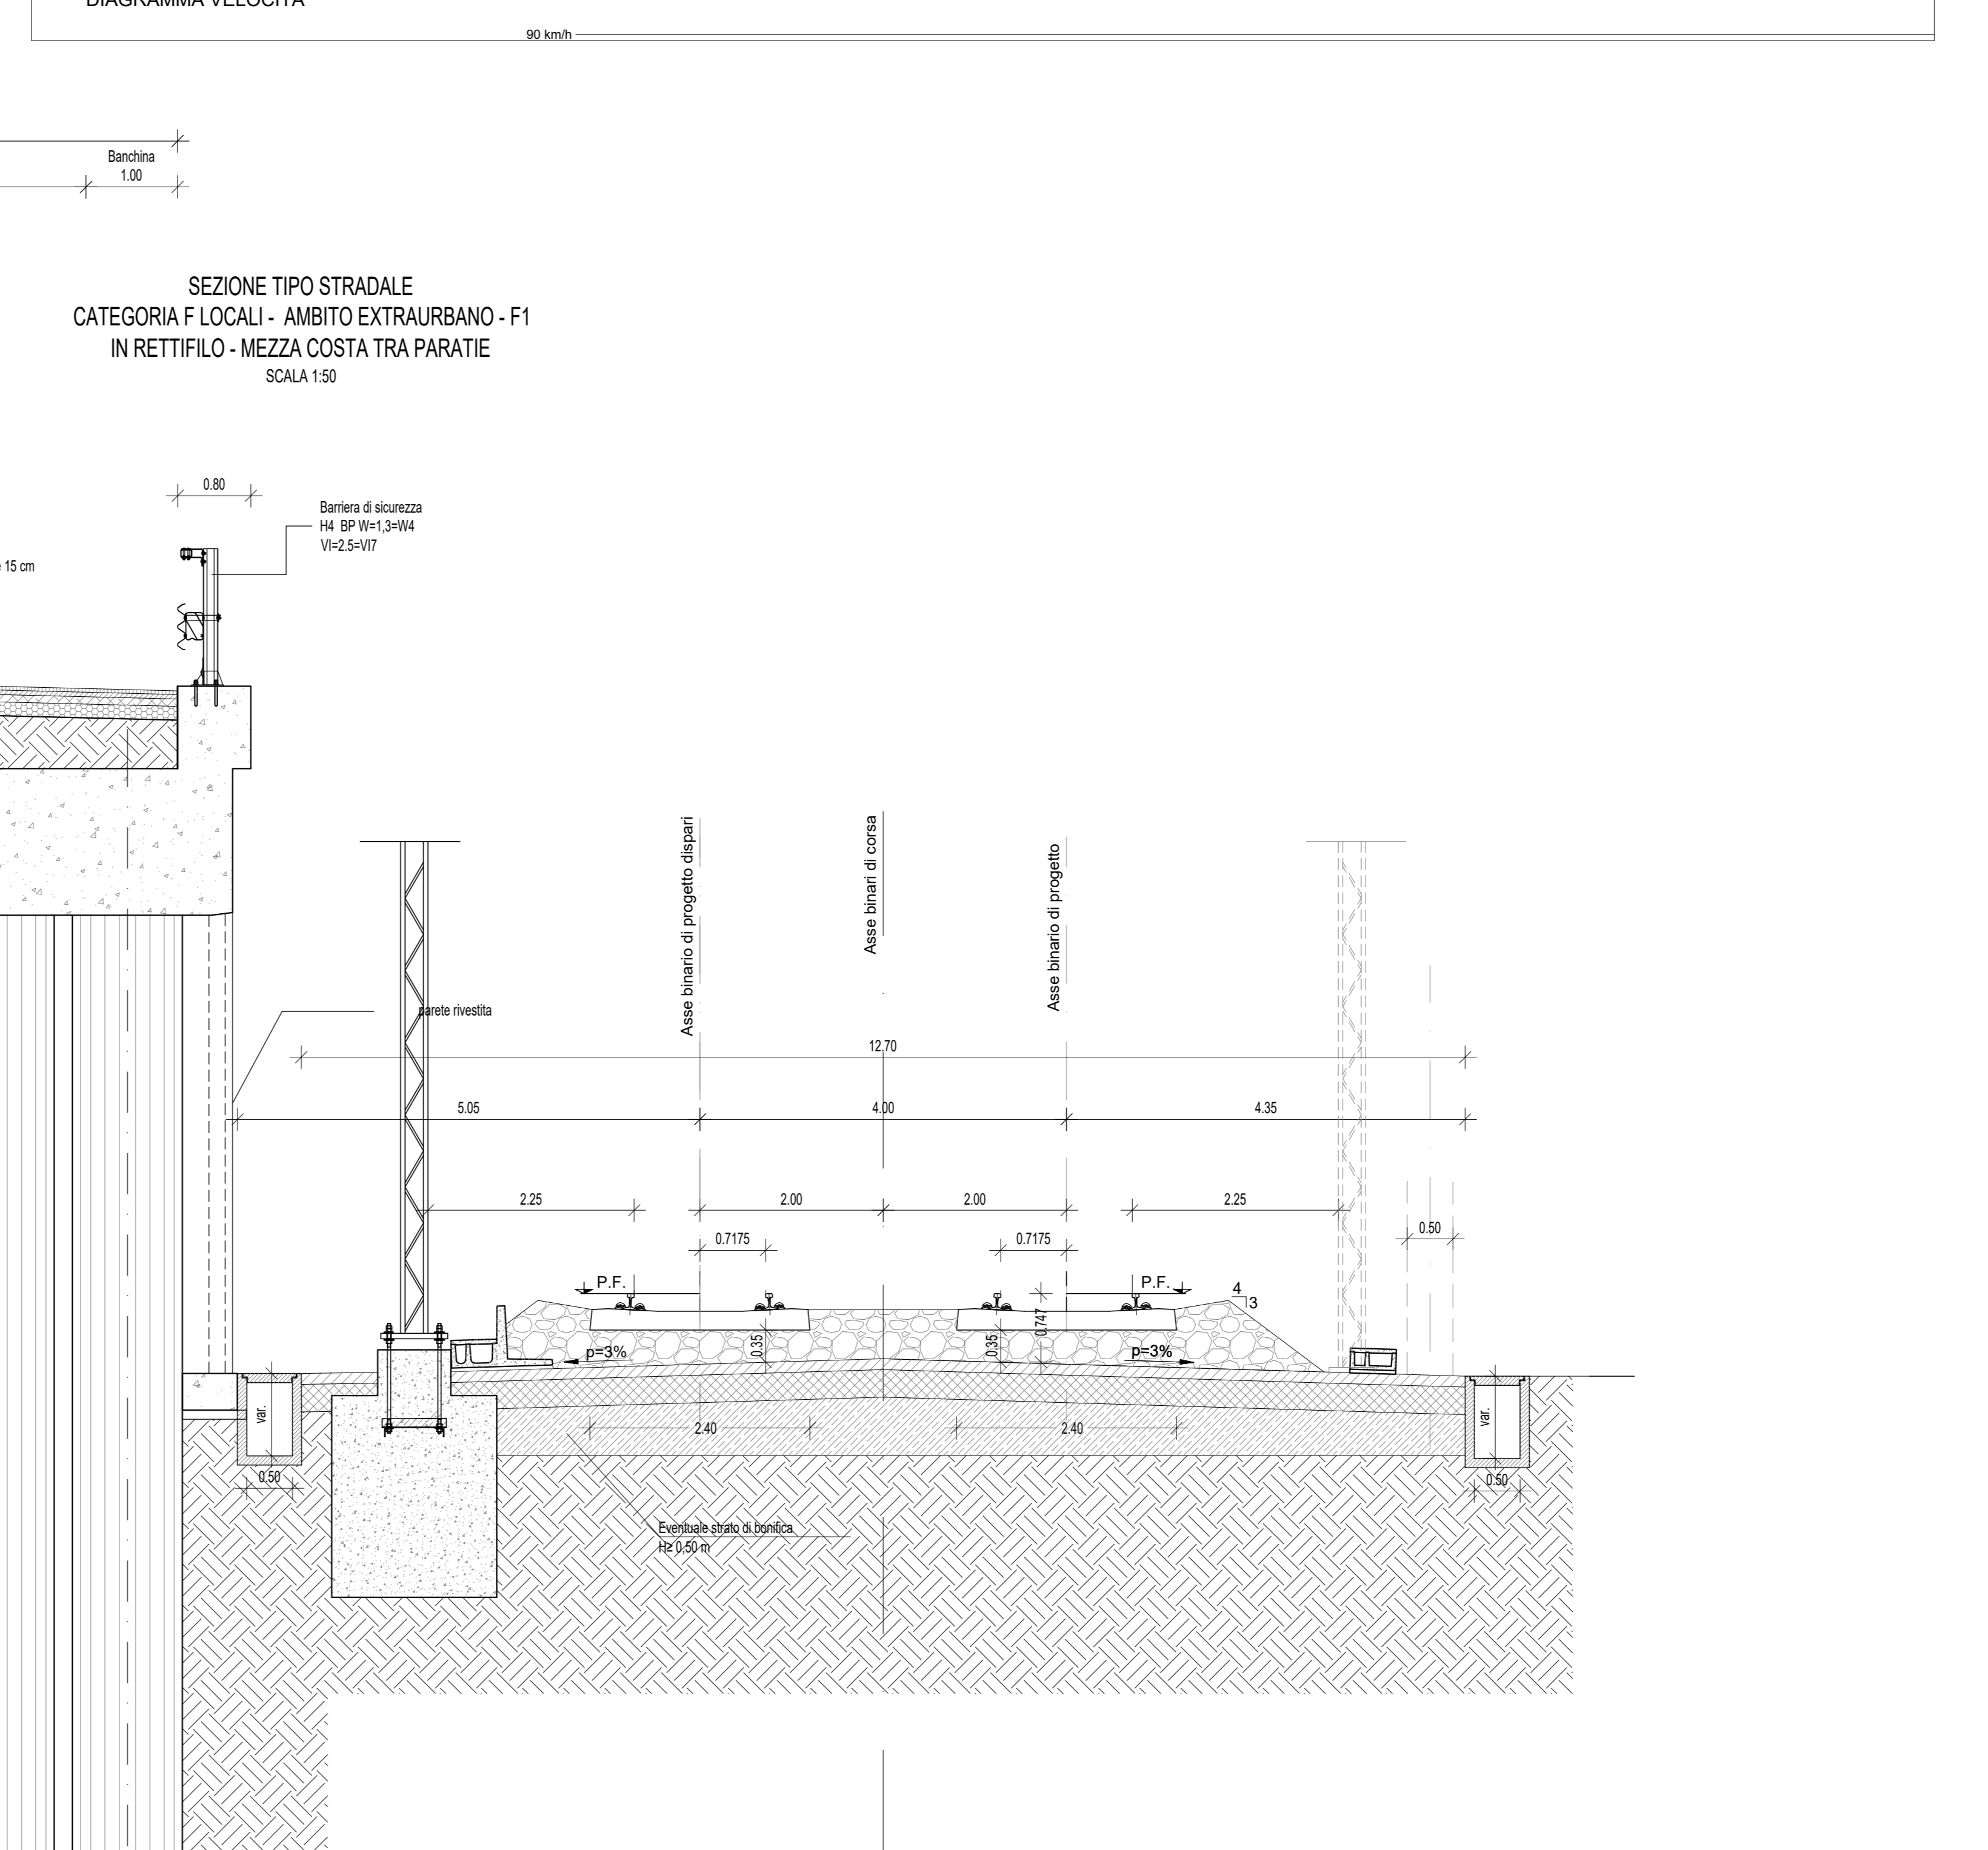 DIAGRAMMA VELOCITÀ
90 km/h
Banchina
1.00
SEZIONE TIPO STRADALE
CATEGORIA F LOCALI - AMBITO EXTRAURBANO - F1
IN RETTIFILO - MEZZA COSTA TRA PARATIE
SCALA 1:50
0.80
Barriera di sicurezza
H4 BP W=1,3=W4
VI=2.5=VI7
15 cm
Asse binario di progetto dispari
Asse binari di corsa
Asse binario di progetto
parete rivestita
12.70
5.05
4.00
4.35
2.25
2.00
2.00
2.25
0.50
0.7175
0.7175
P.F.
P.F.
4
3
0.747
0.35
0.35
p=3%
p=3%
var.
var.
2.40
2.40
0.50
0.50
Eventuale strato di bonifica
H≥ 0,50 m